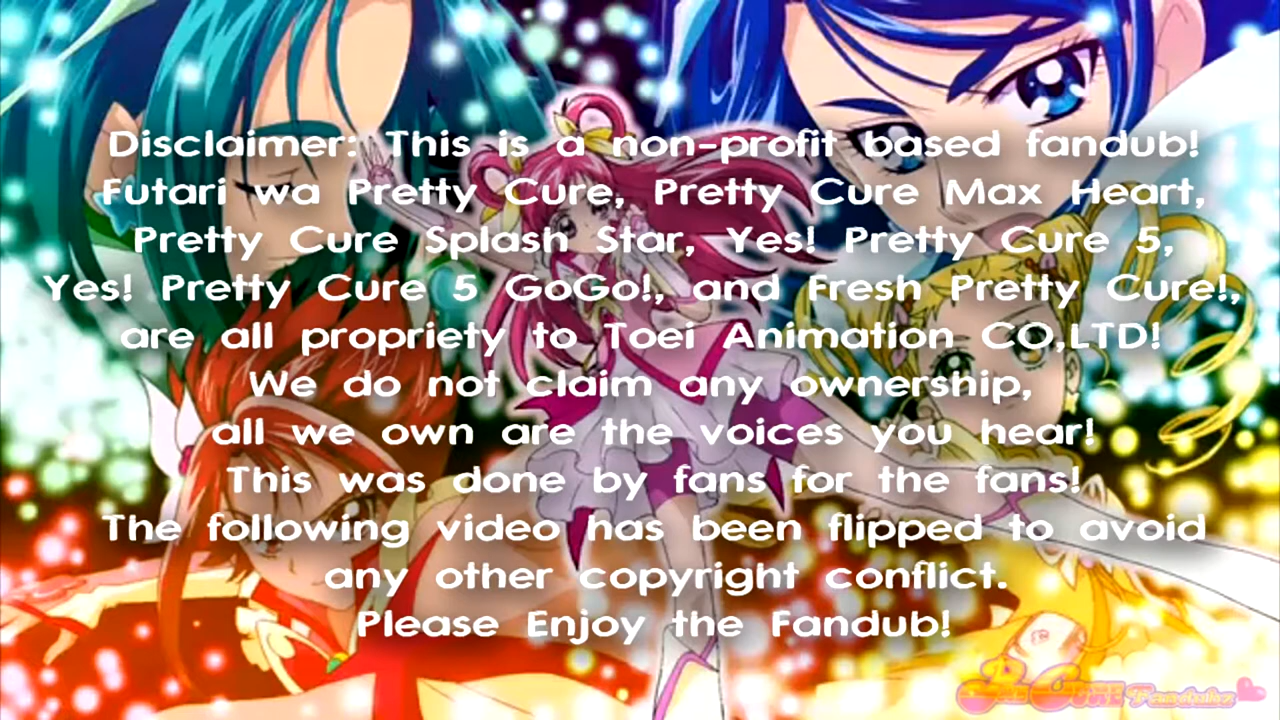 Disclaimer: This is a non-profit based fandub!
Futari wa Pretty Cure, Pretty Cure Max Heart,
Pretty Cure Splash Star, Yes! Pretty Cure 5,
Yes! Pretty Cure 5 GoGo!, and Fresh Pretty Cure!,
are all propriety to Toei Animation CO,LTD!
We do not claim any ownership,
all we own are the voices you hear!
This was done by fans for the fans!
The following video has been flipped to avoid
any other copyright conflict.
Please Enjoy the Fandub!